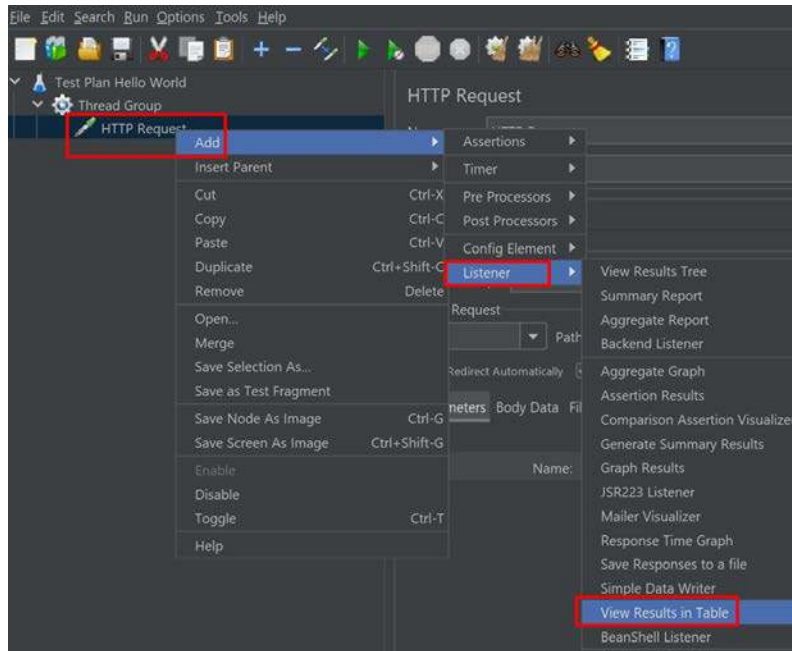 File Edit Search Run Options Tools Help
Test Plan Hello World
Thread Group
HTTP Request
HTTP Request
Add
Insert Parent
Cut Ctrl-X
Copy Ctrl-C
Paste Ctrl-V
Duplicate Ctrl+Shift-C
Remove Delete
Open...
Merge
Save Selection As...
Save as Test Fragment
Save Node As Image Ctrl-G
Save Screen As Image Ctrl+Shift-G
Enable
Disable
Toggle Ctrl-T
Help
Assertions
Timer
Pre Processors
Post Processors
Config Element
Listener
Request
Path
Redirect Automatically
meters Body Data Fil
Name:
View Results Tree
Summary Report
Aggregate Report
Backend Listener
Aggregate Graph
Assertion Results
Comparison Assertion Visualize
Generate Summary Results
Graph Results
JSR223 Listener
Mailer Visualizer
Response Time Graph
Save Responses to a file
Simple Data Writer
View Results in Table
BeanShell Listener